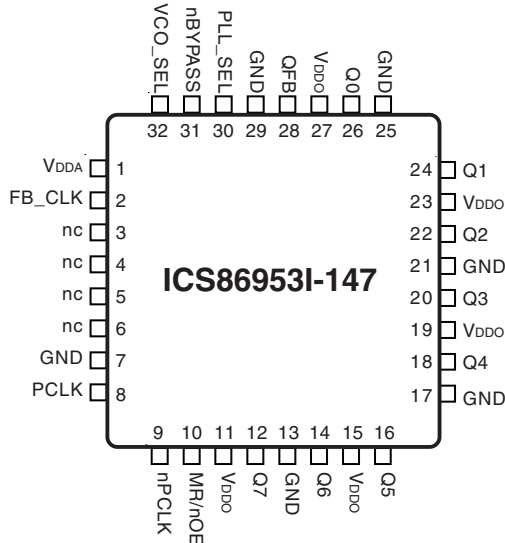 VCO_SEL
nBYPASS
PLL_SEL
GND
QFB
VDDO
Q0
GND
32 31 30 29 28 27 26 25
VDDA 1
FB_CLK 2
nc 3
nc 4
nc 5
nc 6
GND 7
PCLK 8
ICS86953I-147
24 Q1
23 VDDO
22 Q2
21 GND
20 Q3
19 VDDO
18 Q4
17 GND
9 10 11 12 13 14 15 16
nPCLK
MR/nOE
VDDO
Q7
GND
Q6
VDDO
Q5